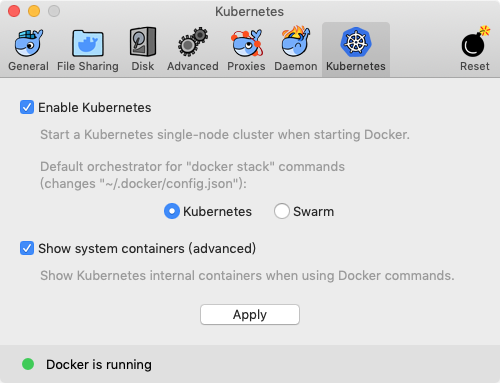 Kubernetes
General File Sharing Disk Advanced Proxies Daemon Kubernetes Reset
Enable Kubernetes
Start a Kubernetes single-node cluster when starting Docker.
Default orchestrator for "docker stack" commands
(changes "~/.docker/config.json"):
Kubernetes Swarm
Show system containers (advanced)
Show Kubernetes internal containers when using Docker commands.
Apply
Docker is running